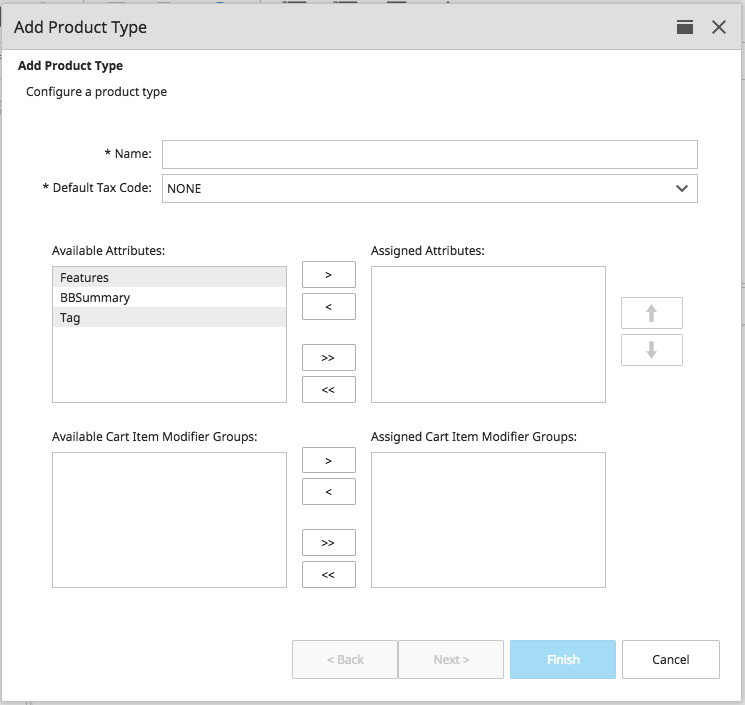 Add Product Type
Add Product Type
Configure a product type
* Name:
* Default Tax Code: NONE
Available Attributes:
Assigned Attributes:
Features
BBSummary
Tag
>
<
>>
<<
Available Cart Item Modifier Groups:
Assigned Cart Item Modifier Groups:
>
<
>>
<<
< Back
Next >
Finish
Cancel